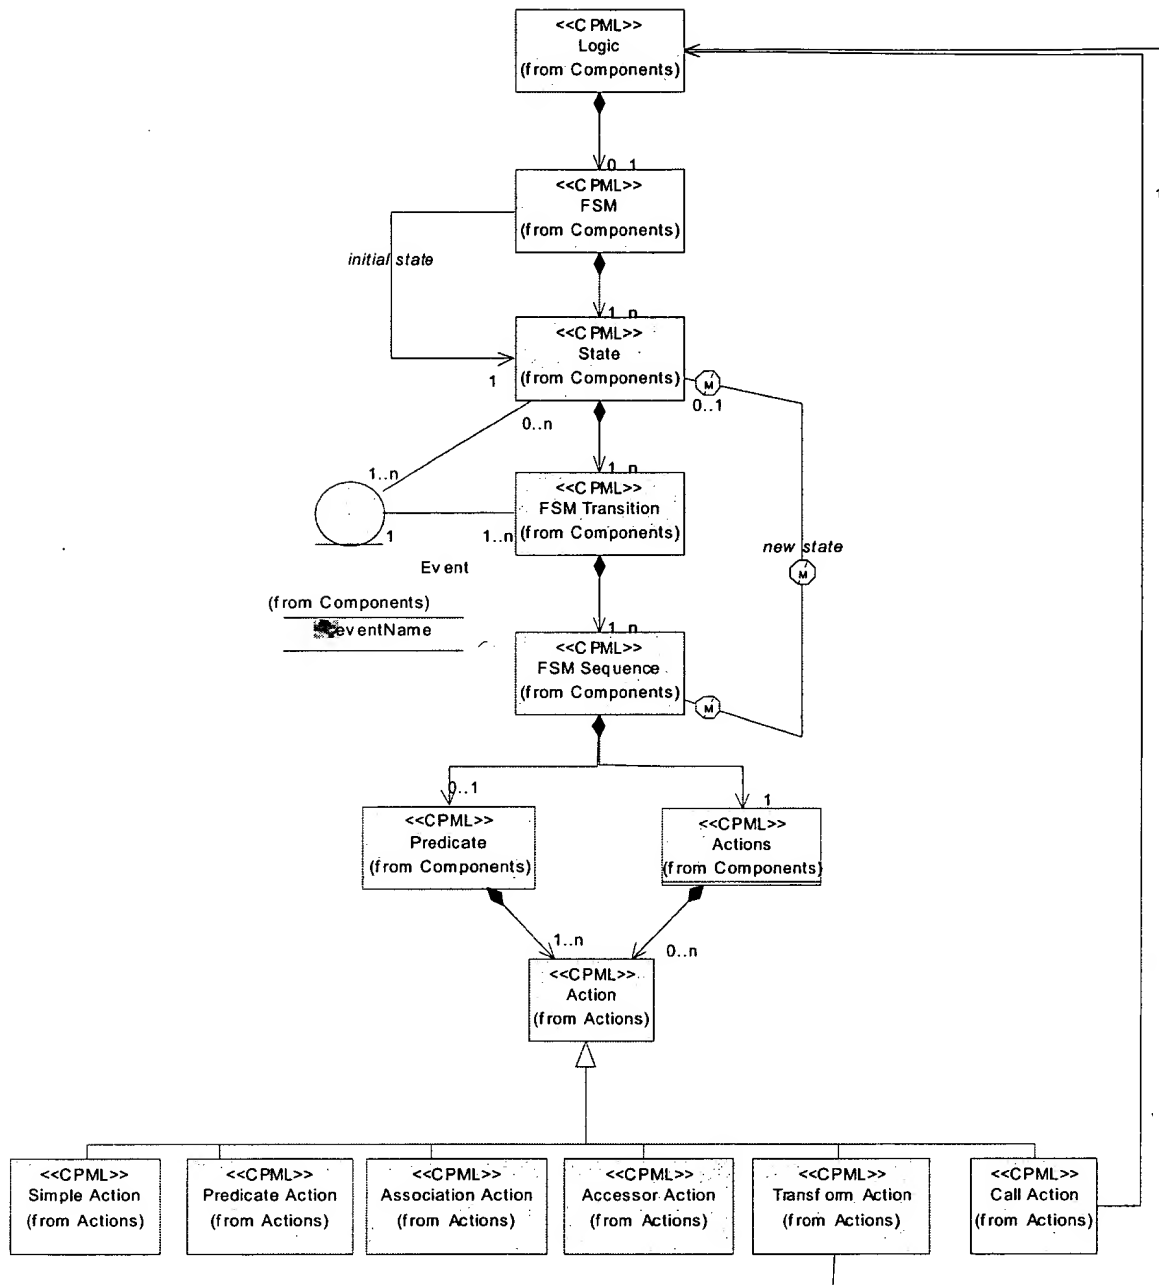 <<CPML>>
Logic
(from Components)
0..1
<<CPML>>
FSM
(from Components)
1
initial state
1..n
<<CPML>>
State
(from Components)
1
0..1
0..n
M
1..n
1..n
<<CPML>>
FSM Transition
(from Components)
1
1..n
new state
M
Event
(from Components)
eventName
1..n
<<CPML>>
FSM Sequence
(from Components)
M
0..1
1
<<CPML>>
Predicate
(from Components)
<<CPML>>
Actions
(from Components)
1..n
0..n
<<CPML>>
Action
(from Actions)
<<CPML>>
Simple Action
(from Actions)
<<CPML>>
Predicate Action
(from Actions)
<<CPML>>
Association Action
(from Actions)
<<CPML>>
Accessor Action
(from Actions)
<<CPML>>
Transform Action
(from Actions)
<<CPML>>
Call Action
(from Actions)